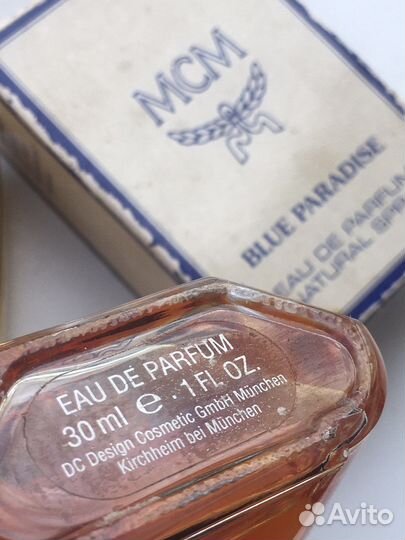 MCM
BLUE PARADISE
EAU DE PARFUM
NATURAL SPRAY
EAU DE PARFUM
30 ml e · 1 FL. OZ.
DC Design Cosmetic GmbH München
Kirchheim bei München
Avito